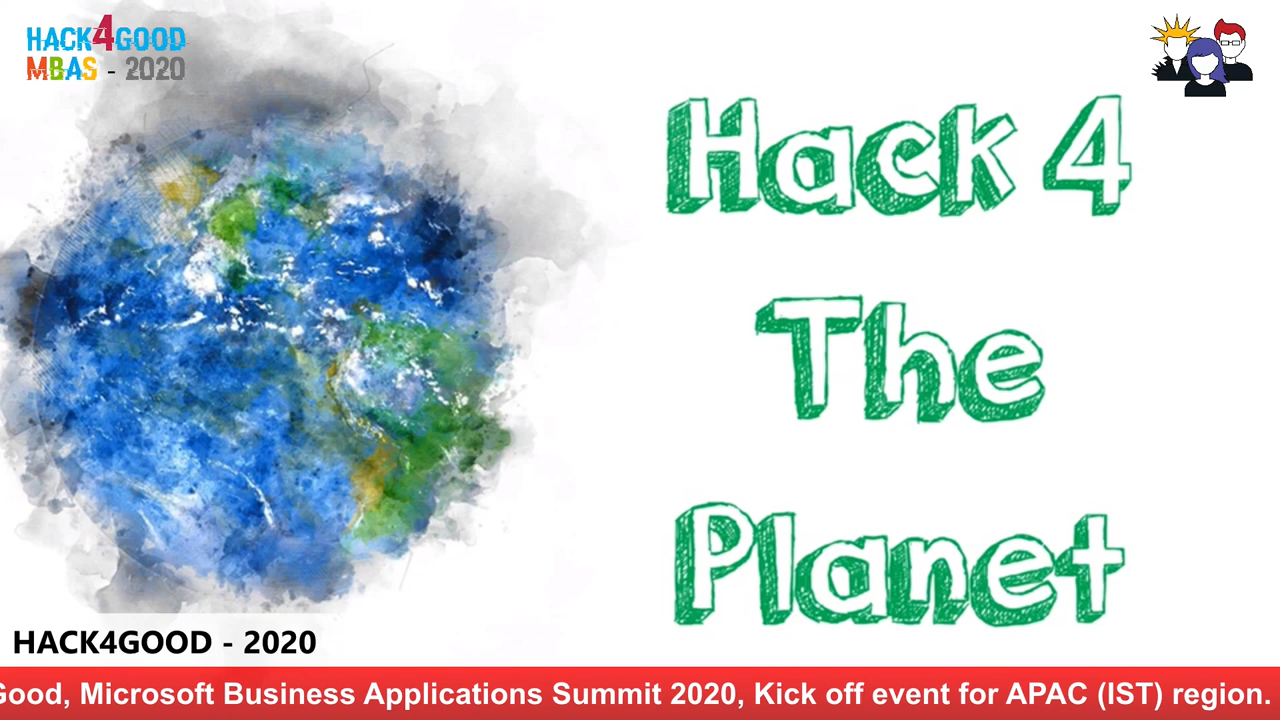 HACK4GOOD
MBAS - 2020
Hack 4
The
Planet
HACK4GOOD - 2020
Good, Microsoft Business Applications Summit 2020, Kick off event for APAC (IST) region.